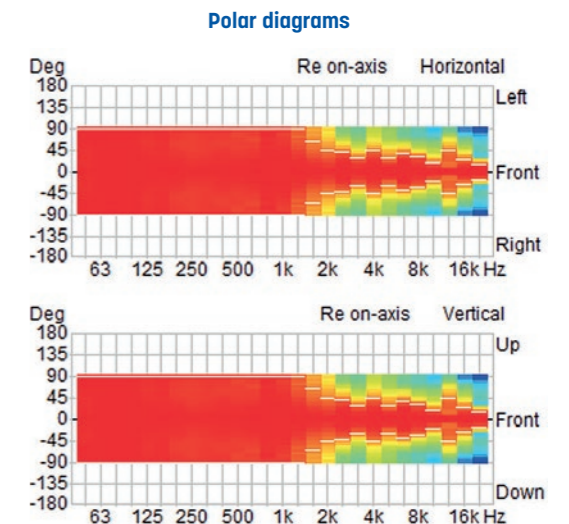 Polar diagrams
Deg Re on-axis Horizontal
180
135
90
45
0
-45
-90
-135
-180
Left
Front
Right
63 125 250 500 1k 2k 4k 8k 16k Hz
Deg Re on-axis Vertical
180
135
90
45
0
-45
-90
-135
-180
Up
Front
Down
63 125 250 500 1k 2k 4k 8k 16k Hz